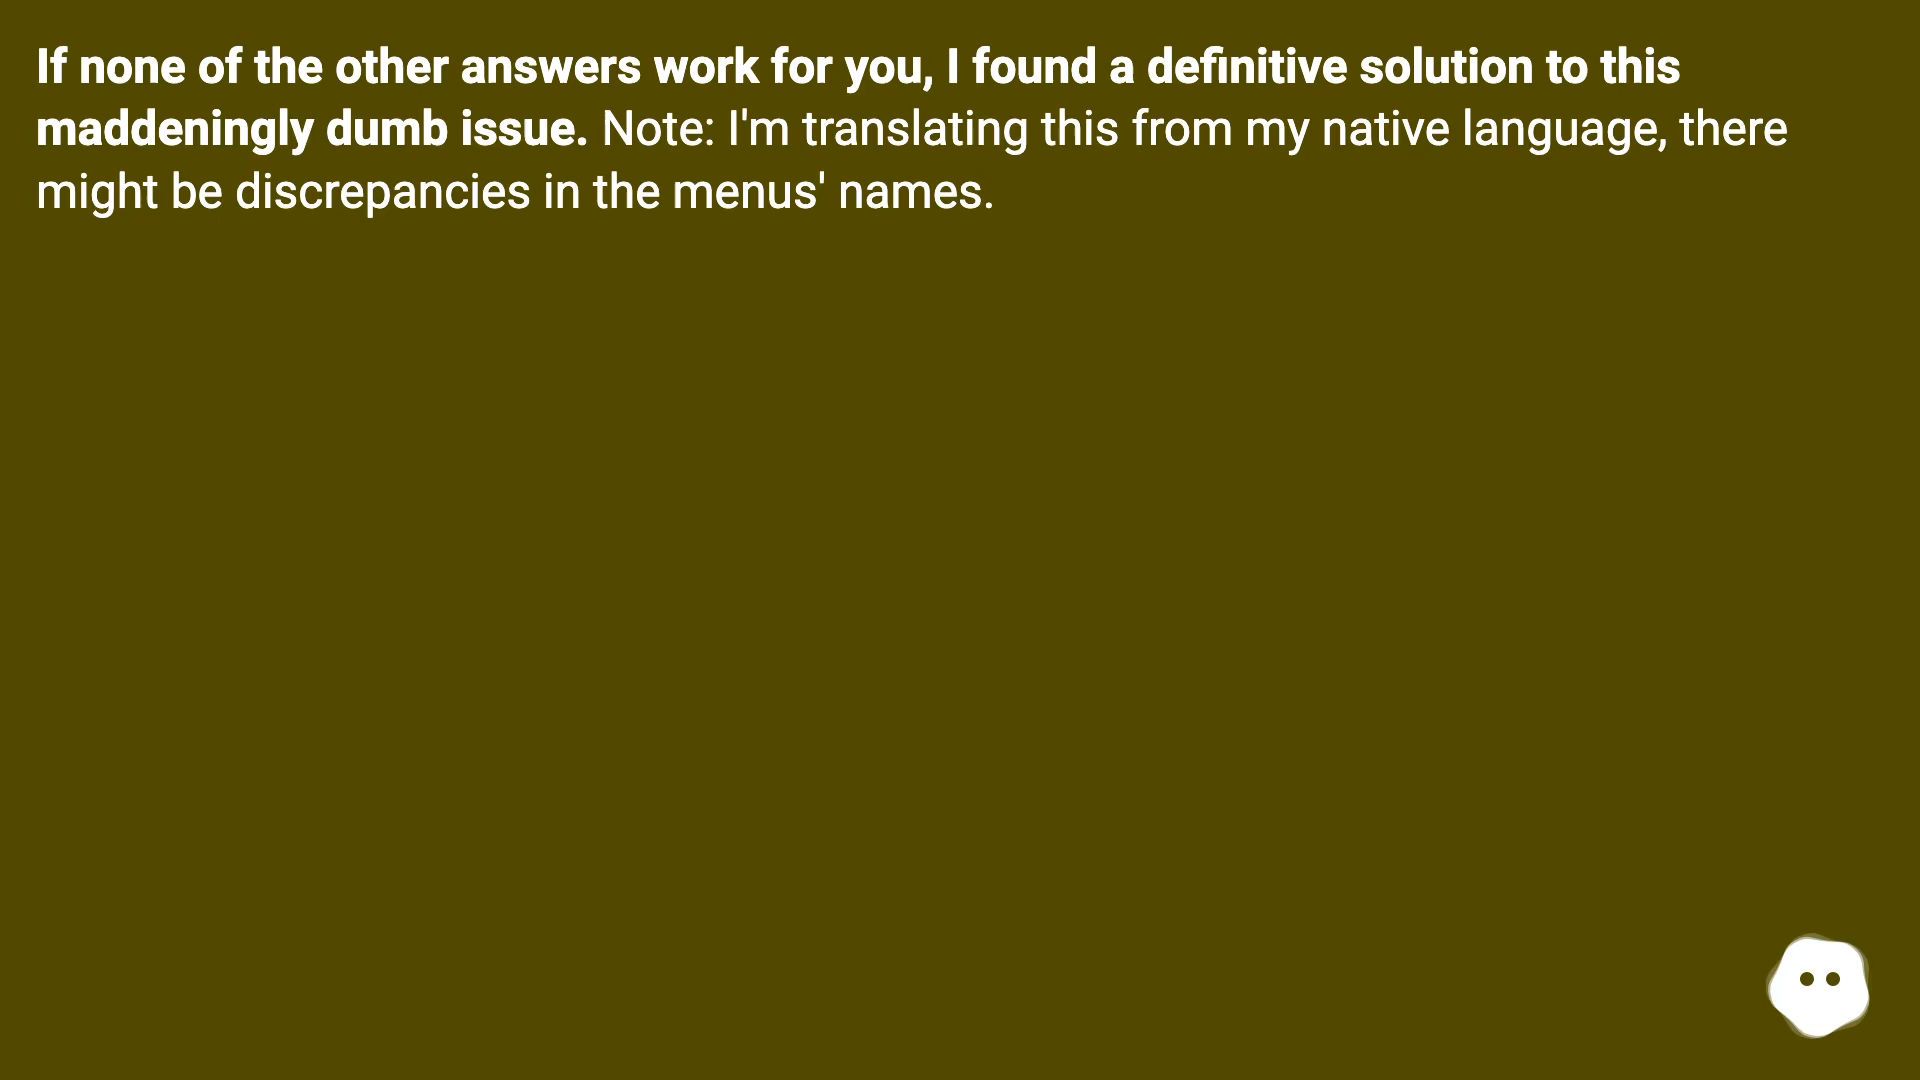 If none of the other answers work for you, I found a definitive solution to this
maddeningly dumb issue. Note: I'm translating this from my native language, there
might be discrepancies in the menus' names.